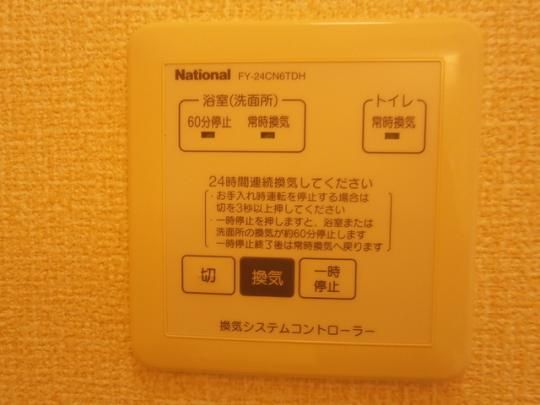 National FY-24CN6TDH
浴室(洗面所)
60分停止 常時換気
トイレ
常時換気
24時間連続換気してください
・お手入れ時運転を停止する場合は
切を3秒以上押してください
・一時停止を押しますと、浴室または
洗面所の換気が約60分停止します
一時停止終了後は常時換気へ戻ります
切
換気
一時
停止
換気システムコントローラー